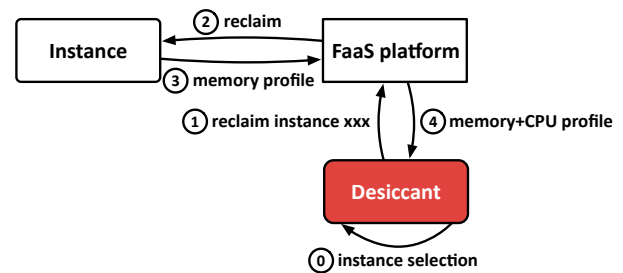 2 reclaim
Instance
FaaS platform
3 memory profile
1 reclaim instance xxx
4 memory+CPU profile
Desiccant
0 instance selection